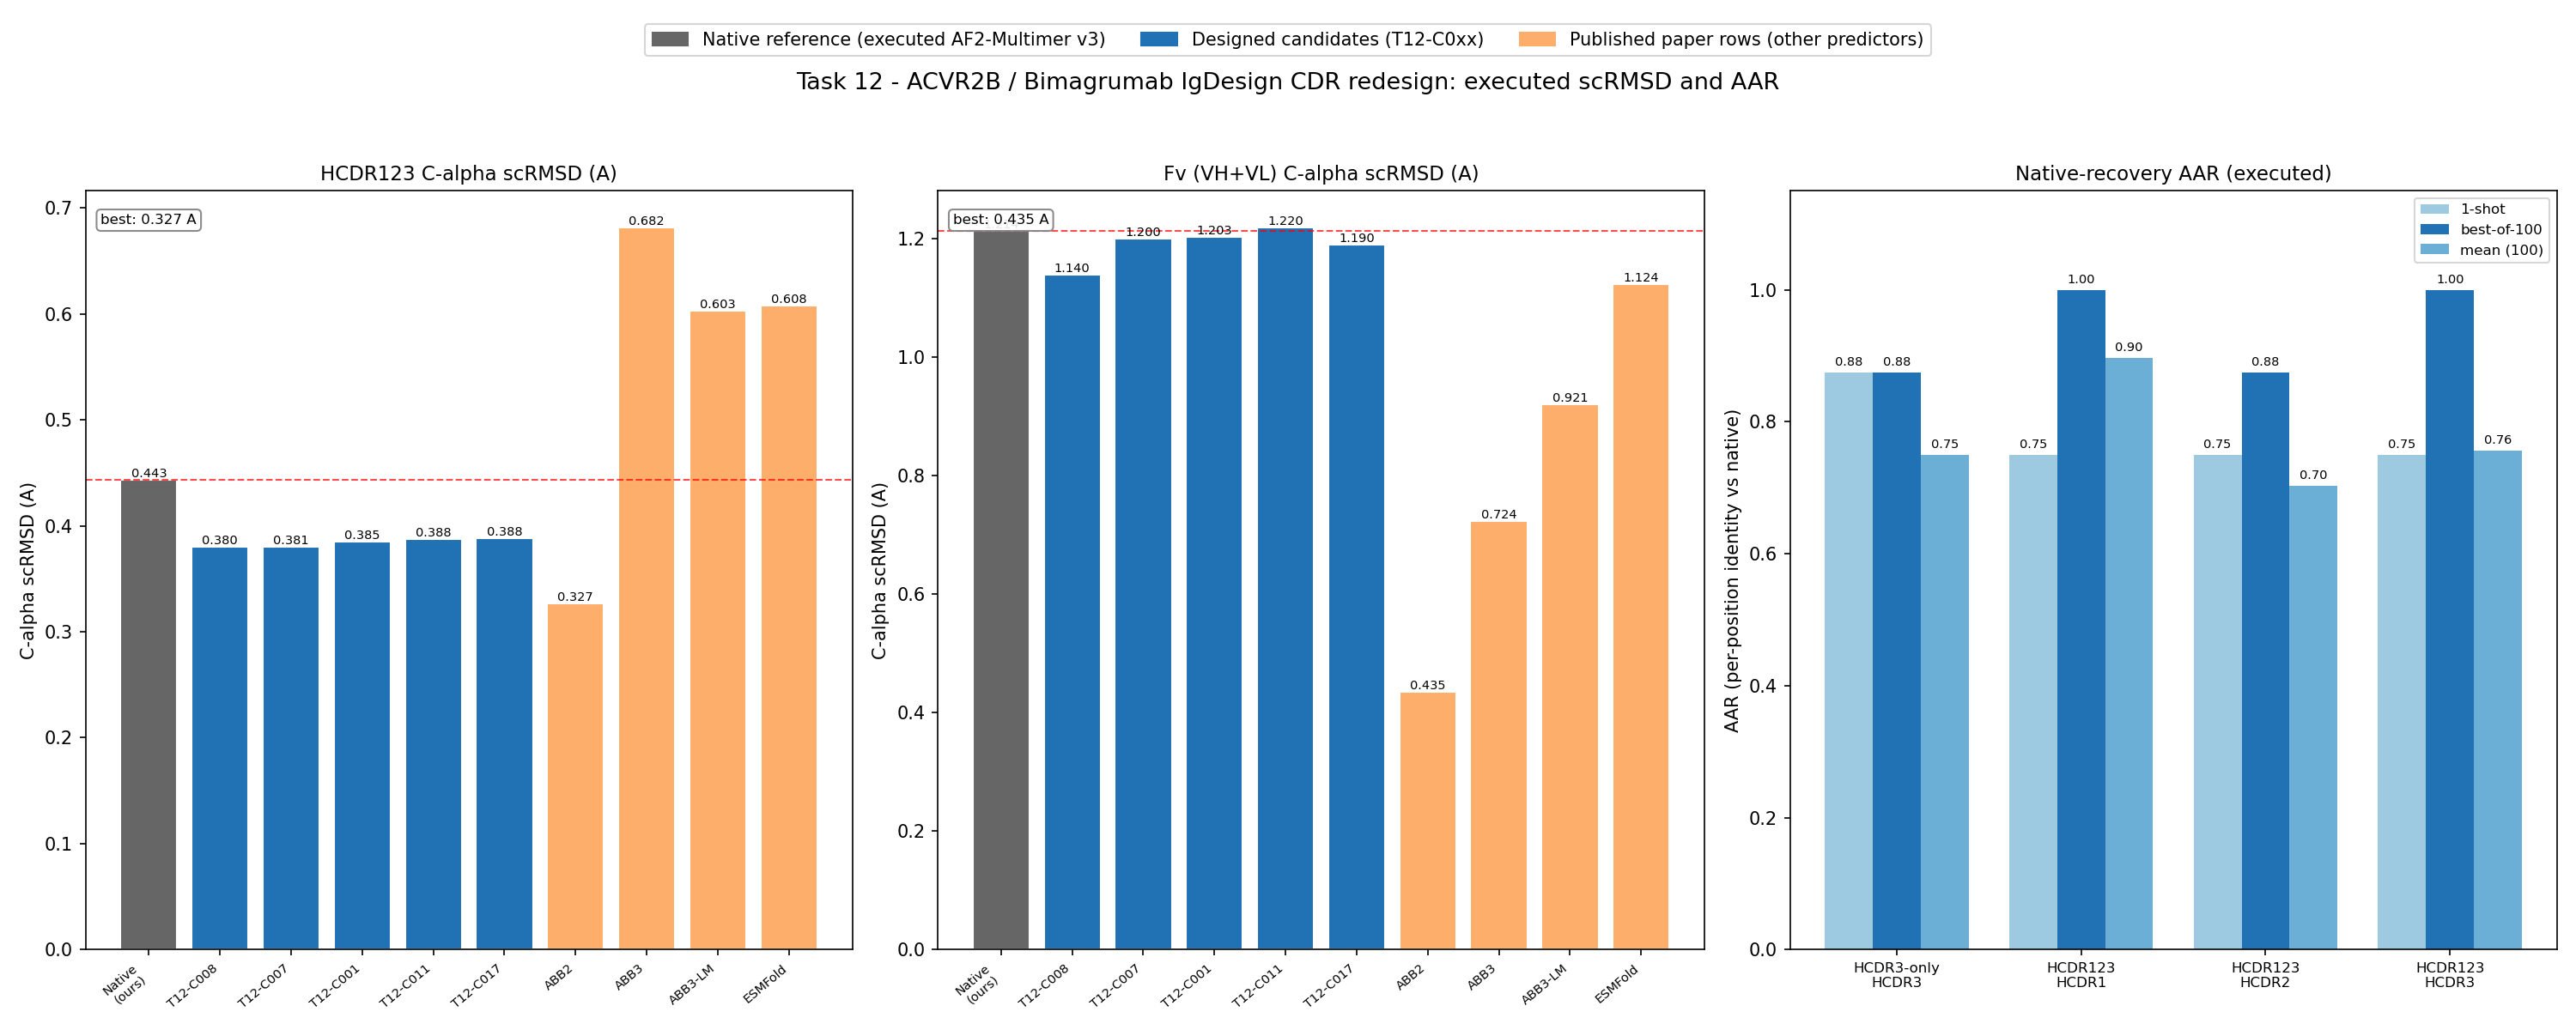 Native reference (executed AF2-Multimer v3)
Designed candidates (T12-C0xx)
Published paper rows (other predictors)
Task 12 - ACVR2B / Bimagrumab IgDesign CDR redesign: executed scRMSD and AAR
HCDR123 C-alpha scRMSD (A)
C-alpha scRMSD (A)
0.7
0.6
0.5
0.4
0.3
0.2
0.1
0.0
best: 0.327 A
0.443
0.380
0.381
0.385
0.388
0.388
0.327
0.682
0.603
0.608
Native
(ours)
T12-C008
T12-C007
T12-C001
T12-C011
T12-C017
ABB2
ABB3
ABB3-LM
ESMFold
Fv (VH+VL) C-alpha scRMSD (A)
C-alpha scRMSD (A)
1.2
1.0
0.8
0.6
0.4
0.2
0.0
best: 0.435 A
1.140
1.200
1.203
1.220
1.190
0.435
0.724
0.921
1.124
Native
(ours)
T12-C008
T12-C007
T12-C001
T12-C011
T12-C017
ABB2
ABB3
ABB3-LM
ESMFold
Native-recovery AAR (executed)
AAR (per-position identity vs native)
1.0
0.8
0.6
0.4
0.2
0.0
1-shot
best-of-100
mean (100)
0.88
0.88
0.75
0.75
1.00
0.90
0.75
0.88
0.70
0.75
1.00
0.76
HCDR3-only
HCDR3
HCDR123
HCDR1
HCDR123
HCDR2
HCDR123
HCDR3